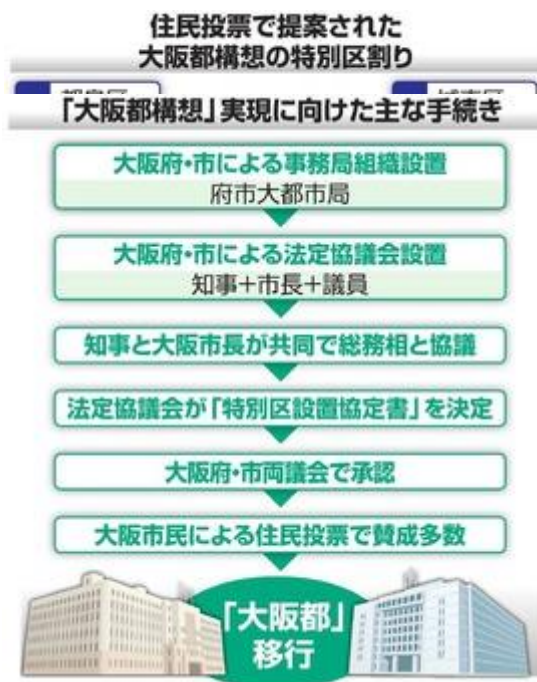 住民投票で提案された
大阪都構想の特別区割り
「大阪都構想」実現に向けた主な手続き
大阪府・市による事務局組織設置
府市大都市局
大阪府・市による法定協議会設置
知事＋市長＋議員
知事と大阪市長が共同で総務相と協議
法定協議会が「特別区設置協定書」を決定
大阪府・市両議会で承認
大阪市民による住民投票で賛成多数
「大阪都」
移行